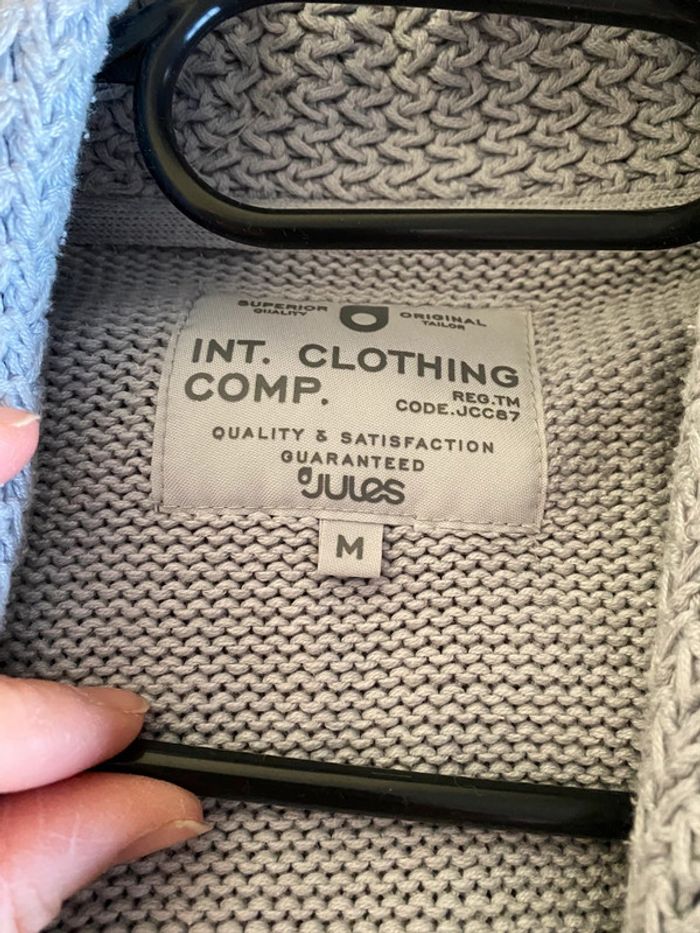 SUPERIOR QUALITY
ORIGINAL TAILOR
INT. CLOTHING
COMP.
REG.TM
CODE.JCC87
QUALITY & SATISFACTION
GUARANTEED
JULES
M